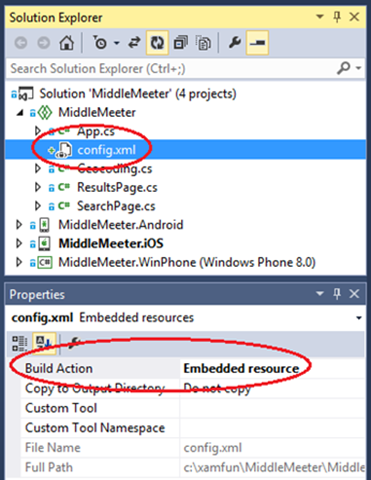 Solution Explorer
Search Solution Explorer (Ctrl+;)
Solution 'MiddleMeeter' (4 projects)
MiddleMeeter
C# App.cs
config.xml
C# Geocoding.cs
C# ResultsPage.cs
C# SearchPage.cs
MiddleMeeter.Android
MiddleMeeter.iOS
C# MiddleMeeter.WinPhone (Windows Phone 8.0)
Properties
config.xml Embedded resources
Build Action Embedded resource
Copy to Output Directory Do not copy
Custom Tool
Custom Tool Namespace
File Name config.xml
Full Path c:\xamfun\MiddleMeeter\Middle